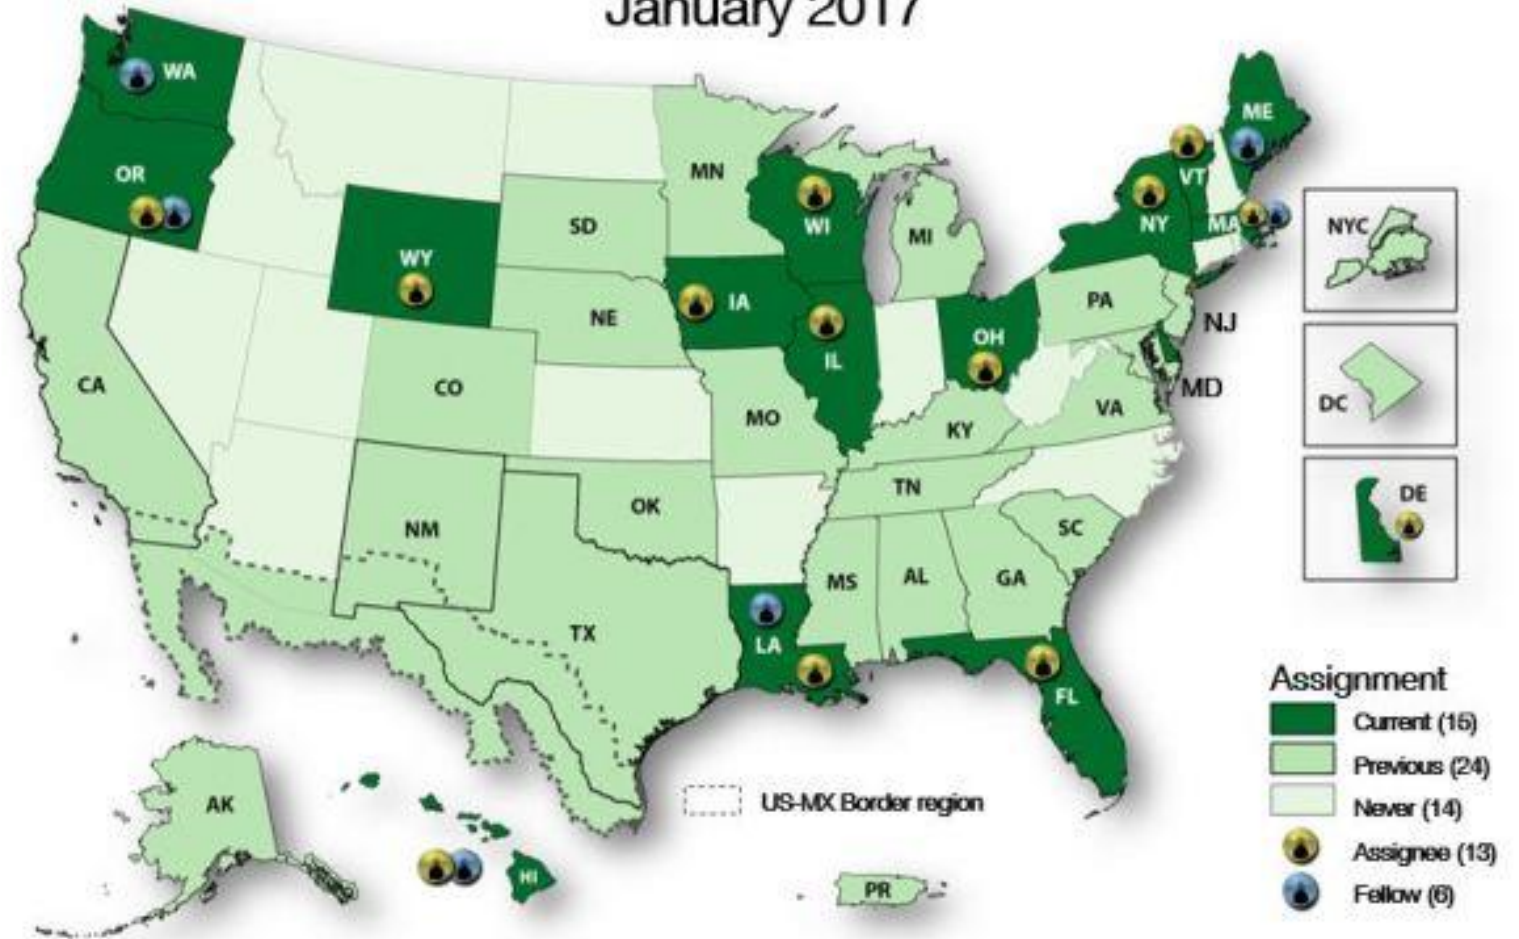 January 2017
WA
ME
OR
MN
VT
WI
NY
MA
SD
MI
NYC
WY
IA
PA
NE
NJ
OH
IL
CA
CO
MD
DC
MO
VA
KY
TN
DE
OK
NM
SC
MS
AL
GA
TX
LA
Assignment
FL
Current (15)
Previous (24)
AK
US-MX Border region
Never (14)
Assignee (13)
HI
PR
Fellow (6)